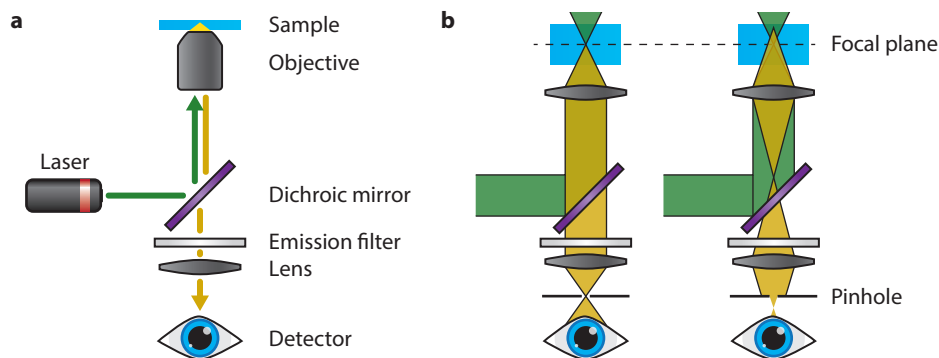 a
Sample
Objective
Laser
Dichroic mirror
Emission filter
Lens
Detector
b
Focal plane
Pinhole